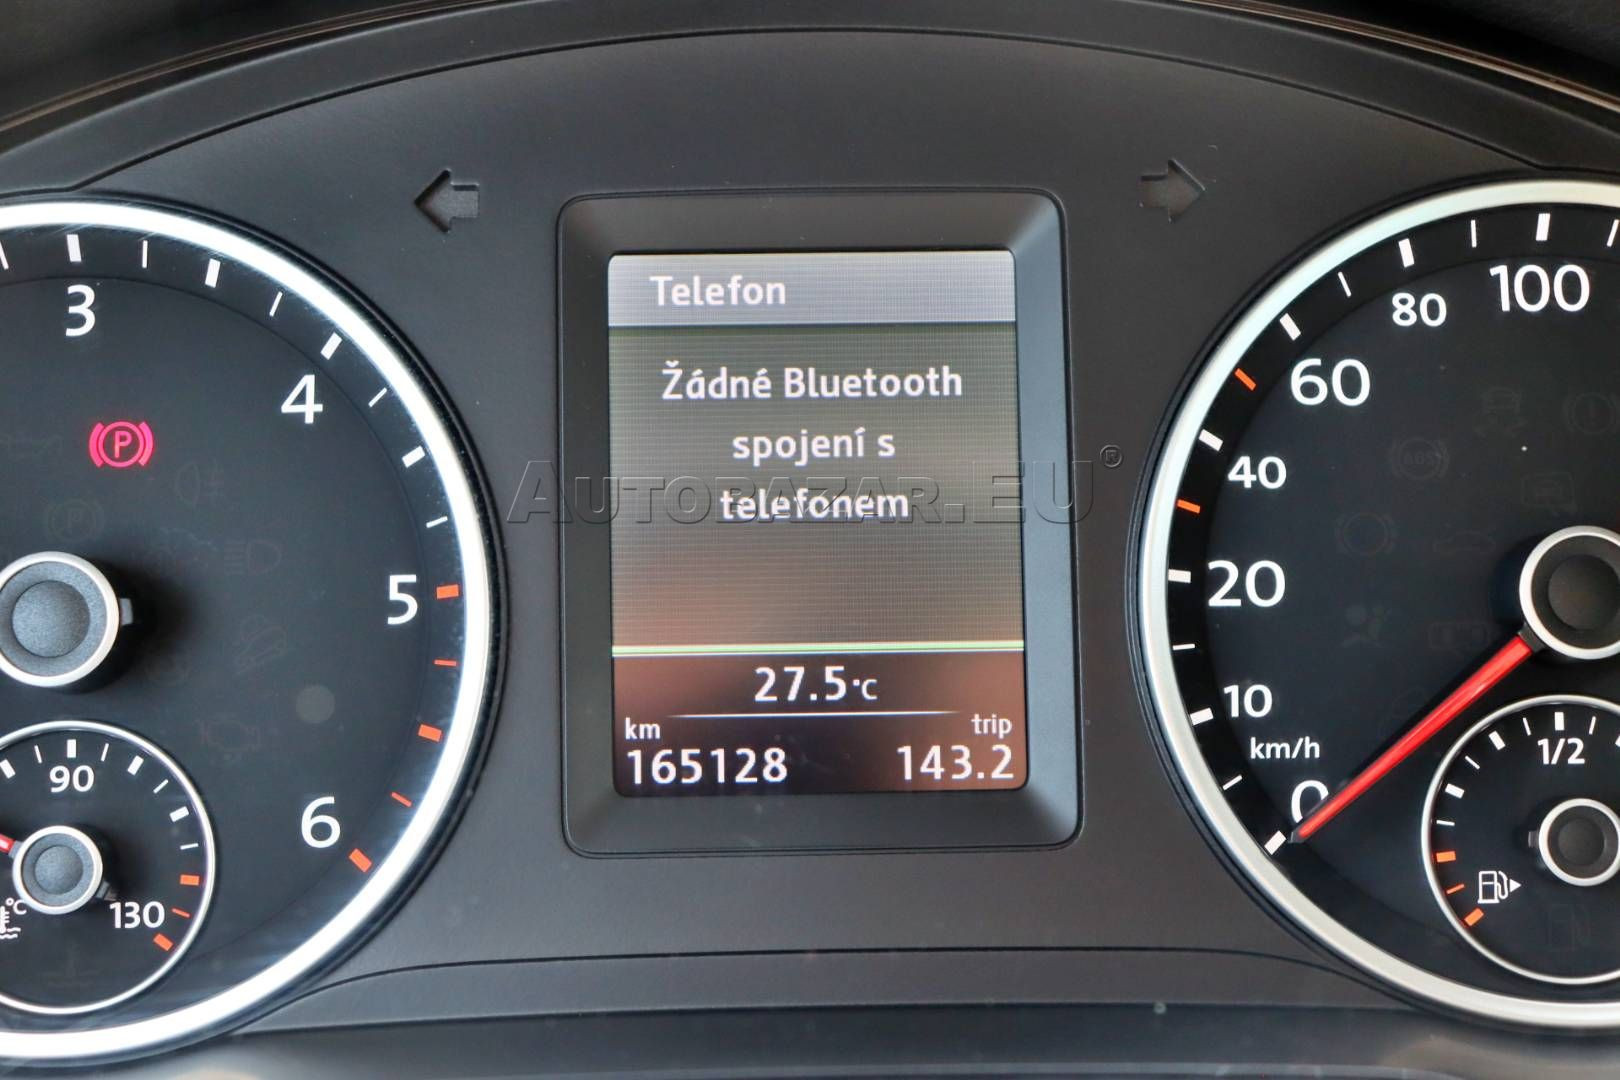 Telefon
Žádné Bluetooth
spojení s
telefonem
AUTOBAZAR.EU®
27.5°C
km
trip
165128
143.2
3
4
5
6
P
90
130
°C
100
80
60
40
20
10
km/h
0
1/2